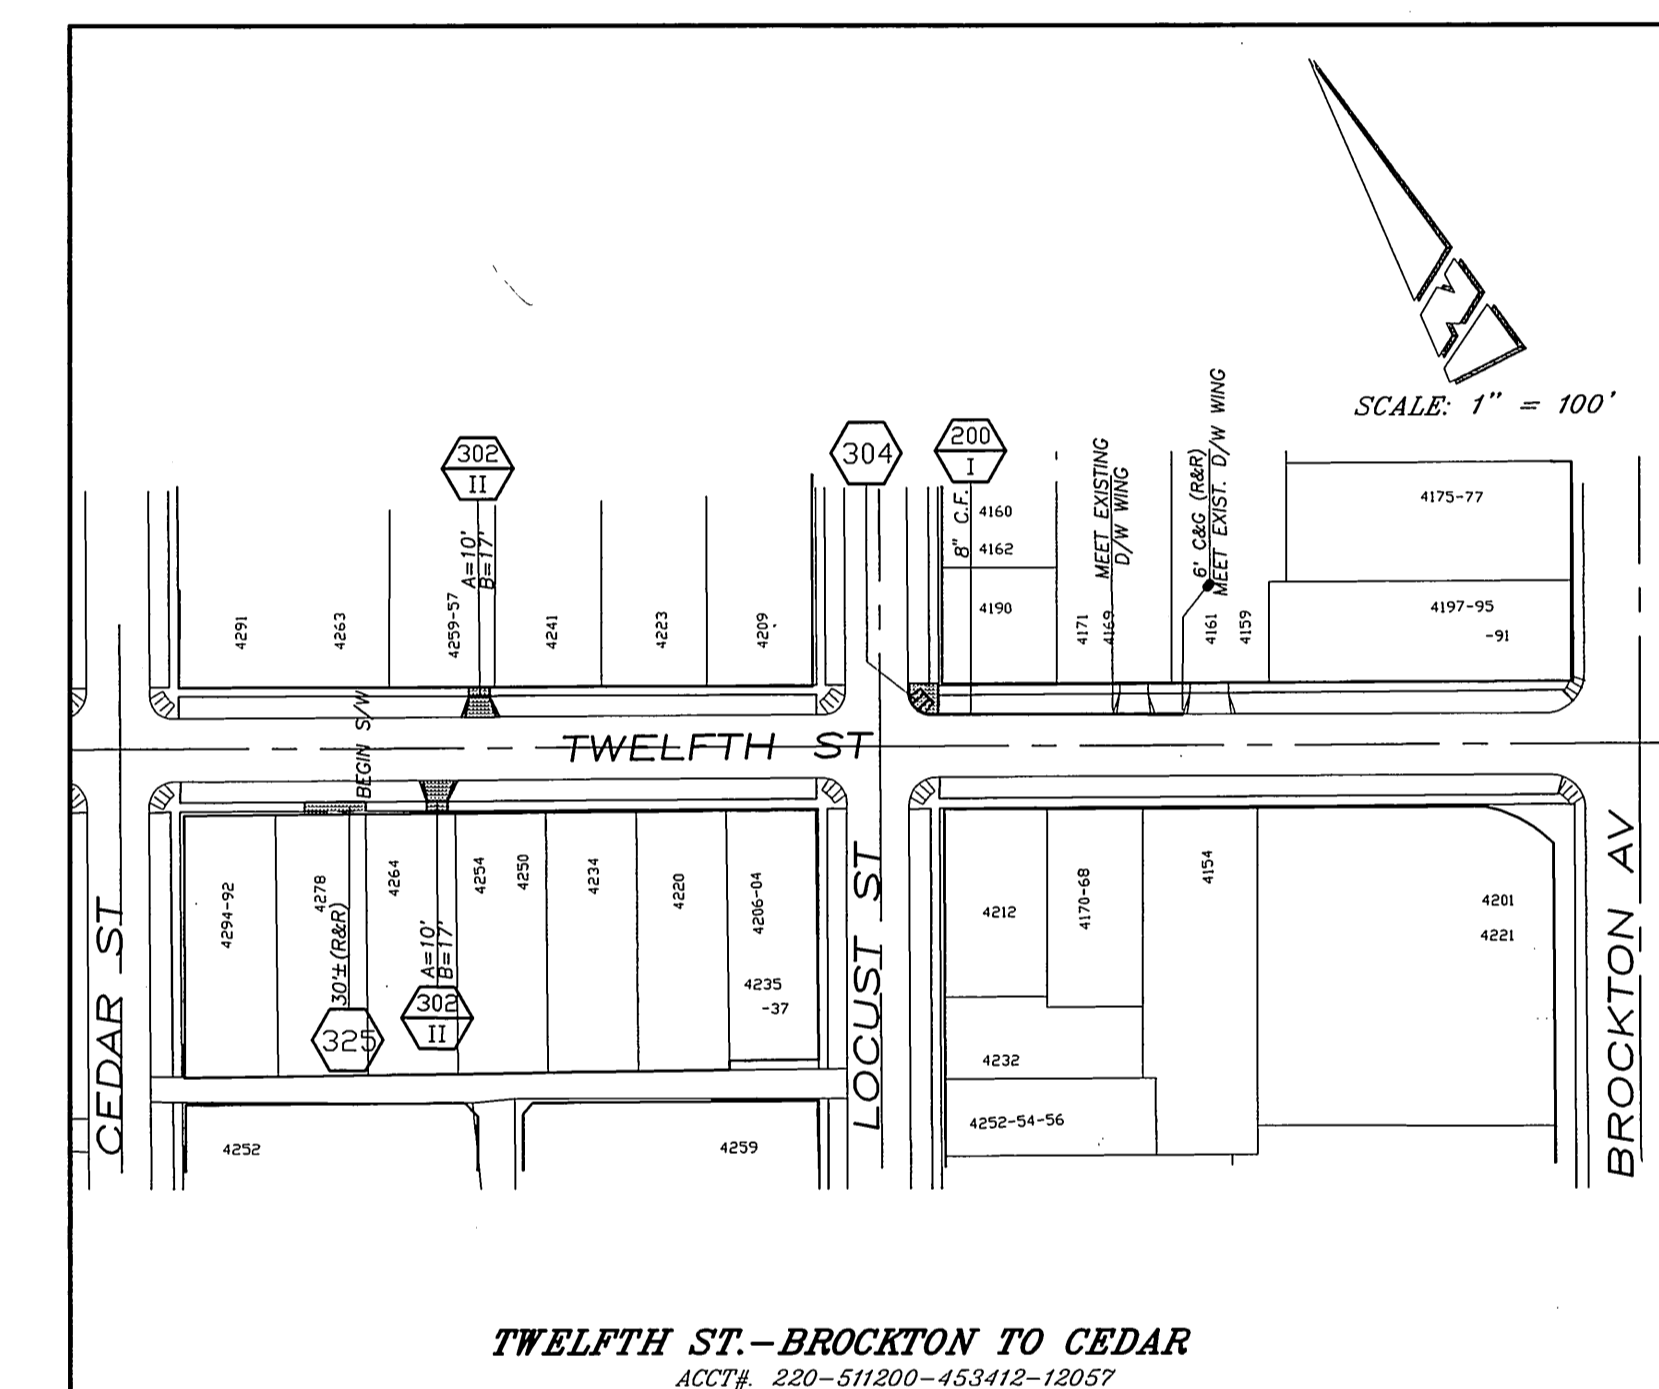 N
SCALE: 1" = 100'
302
II
304
200
I
A=10'
B=17'
8" C.F.
4160
4162
4190
MEET EXISTING
D/W WING
6' C&G (R&R)
MEET EXIST. D/W WING
4175-77
4197-95
-91
4291
4263
4259-57
4241
4223
4209
4171
4169
4161
4159
BEGIN S/W
TWELFTH ST
CEDAR ST
LOCUST ST
BROCKTON AV
4294-92
4278
4264
4254
4250
4234
4220
4206-04
4235
-37
30'± (R&R)
A=10'
B=17'
325
302
II
4212
4170-68
4154
4201
4221
4232
4252-54-56
4252
4259
TWELFTH ST.-BROCKTON TO CEDAR
ACCT#. 220-511200-453412-12057